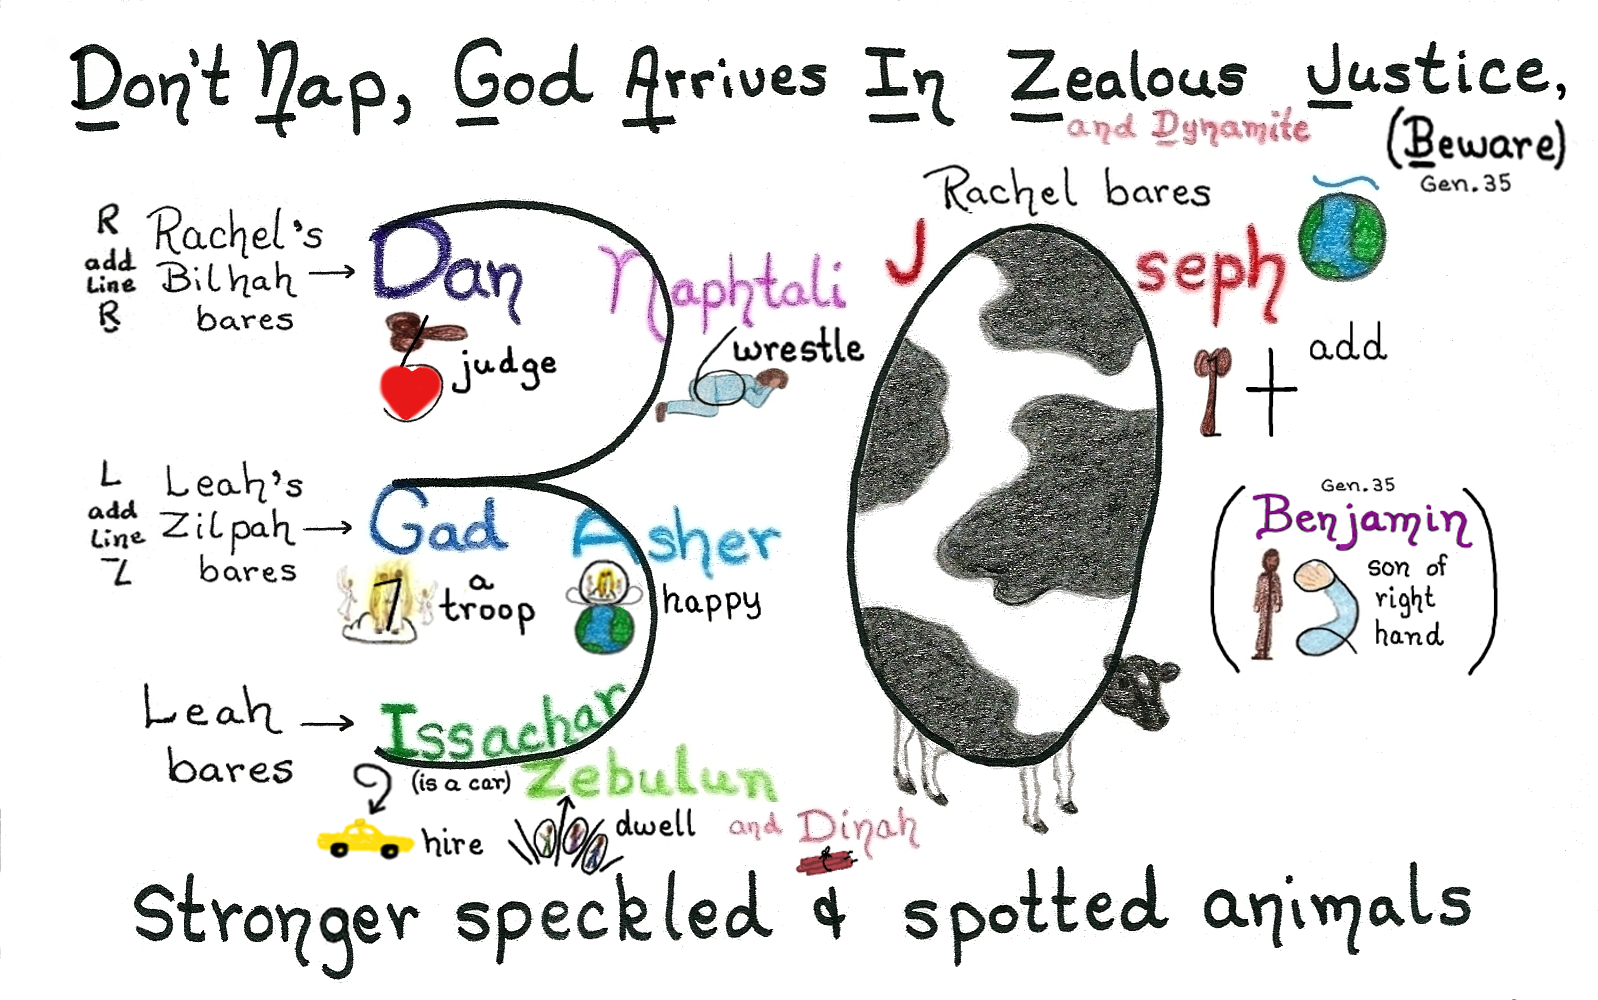 Don't Nap, God Arrives In Zealous Justice,
and Dynamite
(Beware)
Gen. 35
Rachel bares
R
add
Line
B
Rachel's
Bilhah →
bares
Dan
judge
Naphtali
wrestle
J seph
add
L
add
Line
Z
Leah's
Zilpah →
bares
Gad
a
troop
Asher
happy
Gen. 35
(Benjamin)
son of
right
hand
Leah →
bares
Issachar
(is a car)
hire
Zebulun
dwell
and Dinah
Stronger speckled & spotted animals